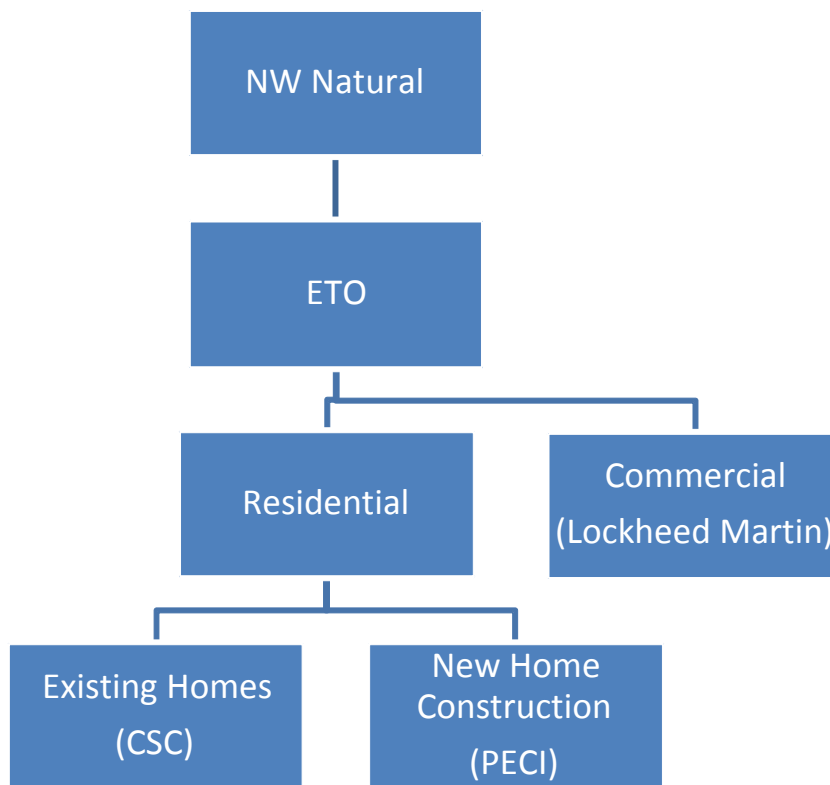 NW Natural
ETO
Residential
Commercial
(Lockheed Martin)
Existing Homes
(CSC)
New Home
Construction
(PECI)